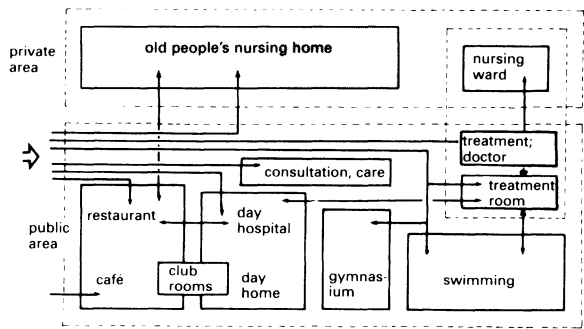 private
area
old people's nursing home
nursing
ward
treatment;
doctor
consultation, care
treatment
room
public
area
restaurant
day
hospital
café
club
rooms
day
home
gymnas-
ium
swimming